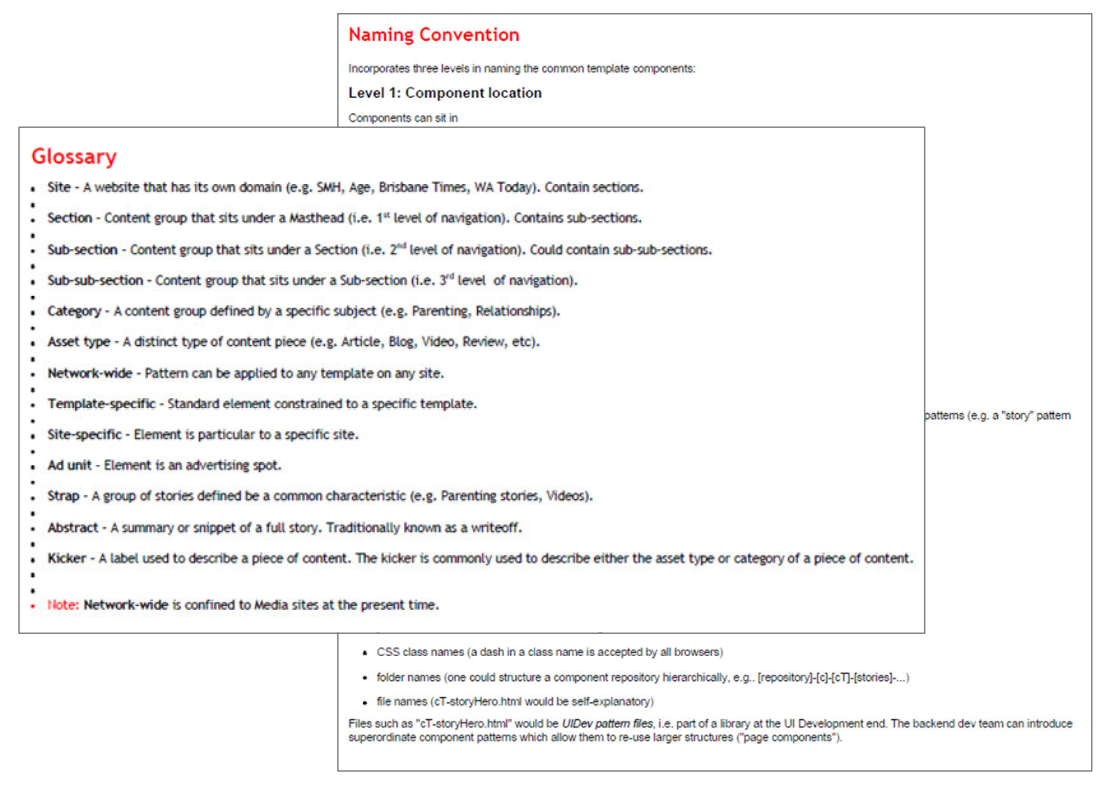 Naming Convention
Incorporates three levels in naming the common template components:
Level 1: Component location
Components can sit in
Glossary
Site - A website that has its own domain (e.g. SMH, Age, Brisbane Times, WA Today). Contain sections.
Section - Content group that sits under a Masthead (i.e. 1st level of navigation). Contains sub-sections.
Sub-section - Content group that sits under a Section (i.e. 2nd level of navigation). Could contain sub-sub-sections.
Sub-sub-section - Content group that sits under a Sub-section (i.e. 3rd level of navigation).
Category - A content group defined by a specific subject (e.g. Parenting, Relationships).
Asset type - A distinct type of content piece (e.g. Article, Blog, Video, Review, etc).
Network-wide - Pattern can be applied to any template on any site.
Template-specific - Standard element constrained to a specific template.
Site-specific - Element is particular to a specific site.
Ad unit - Element is an advertising spot.
Strap - A group of stories defined be a common characteristic (e.g. Parenting stories, Videos).
Abstract - A summary or snippet of a full story. Traditionally known as a writeoff.
Kicker - A label used to describe a piece of content. The kicker is commonly used to describe either the asset type or category of a piece of content.
Note: Network-wide is confined to Media sites at the present time.
patterns (e.g. a "story" pattern
CSS class names (a dash in a class name is accepted by all browsers)
folder names (one could structure a component repository hierarchically, e.g.. [repository]-[c]-[cT]-[stories]-...)
file names (cT-storyHero.html would be self-explanatory)
Files such as "cT-storyHero.html" would be UIDev pattern files, i.e. part of a library at the UI Development end. The backend dev team can introduce
superordinate component patterns which allow them to re-use larger structures ("page components").